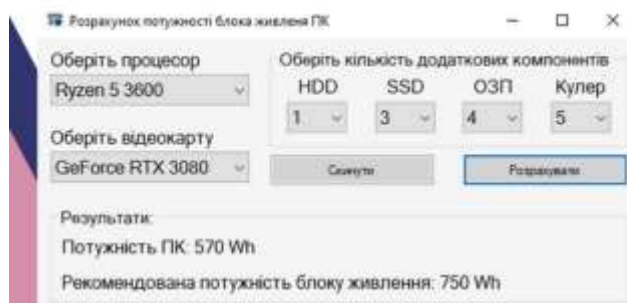 Розрахунок потужності блока живленя ПК
Оберіть процесор
Ryzen 5 3600
Оберіть відеокарту
GeForce RTX 3080
Оберіть кількість додаткових компонентів
HDD SSD ОЗП Кулер
1 3 4 5
Скинути Розрахувати
Результати:
Потужність ПК: 570 Wh
Рекомендована потужність блоку живлення: 750 Wh